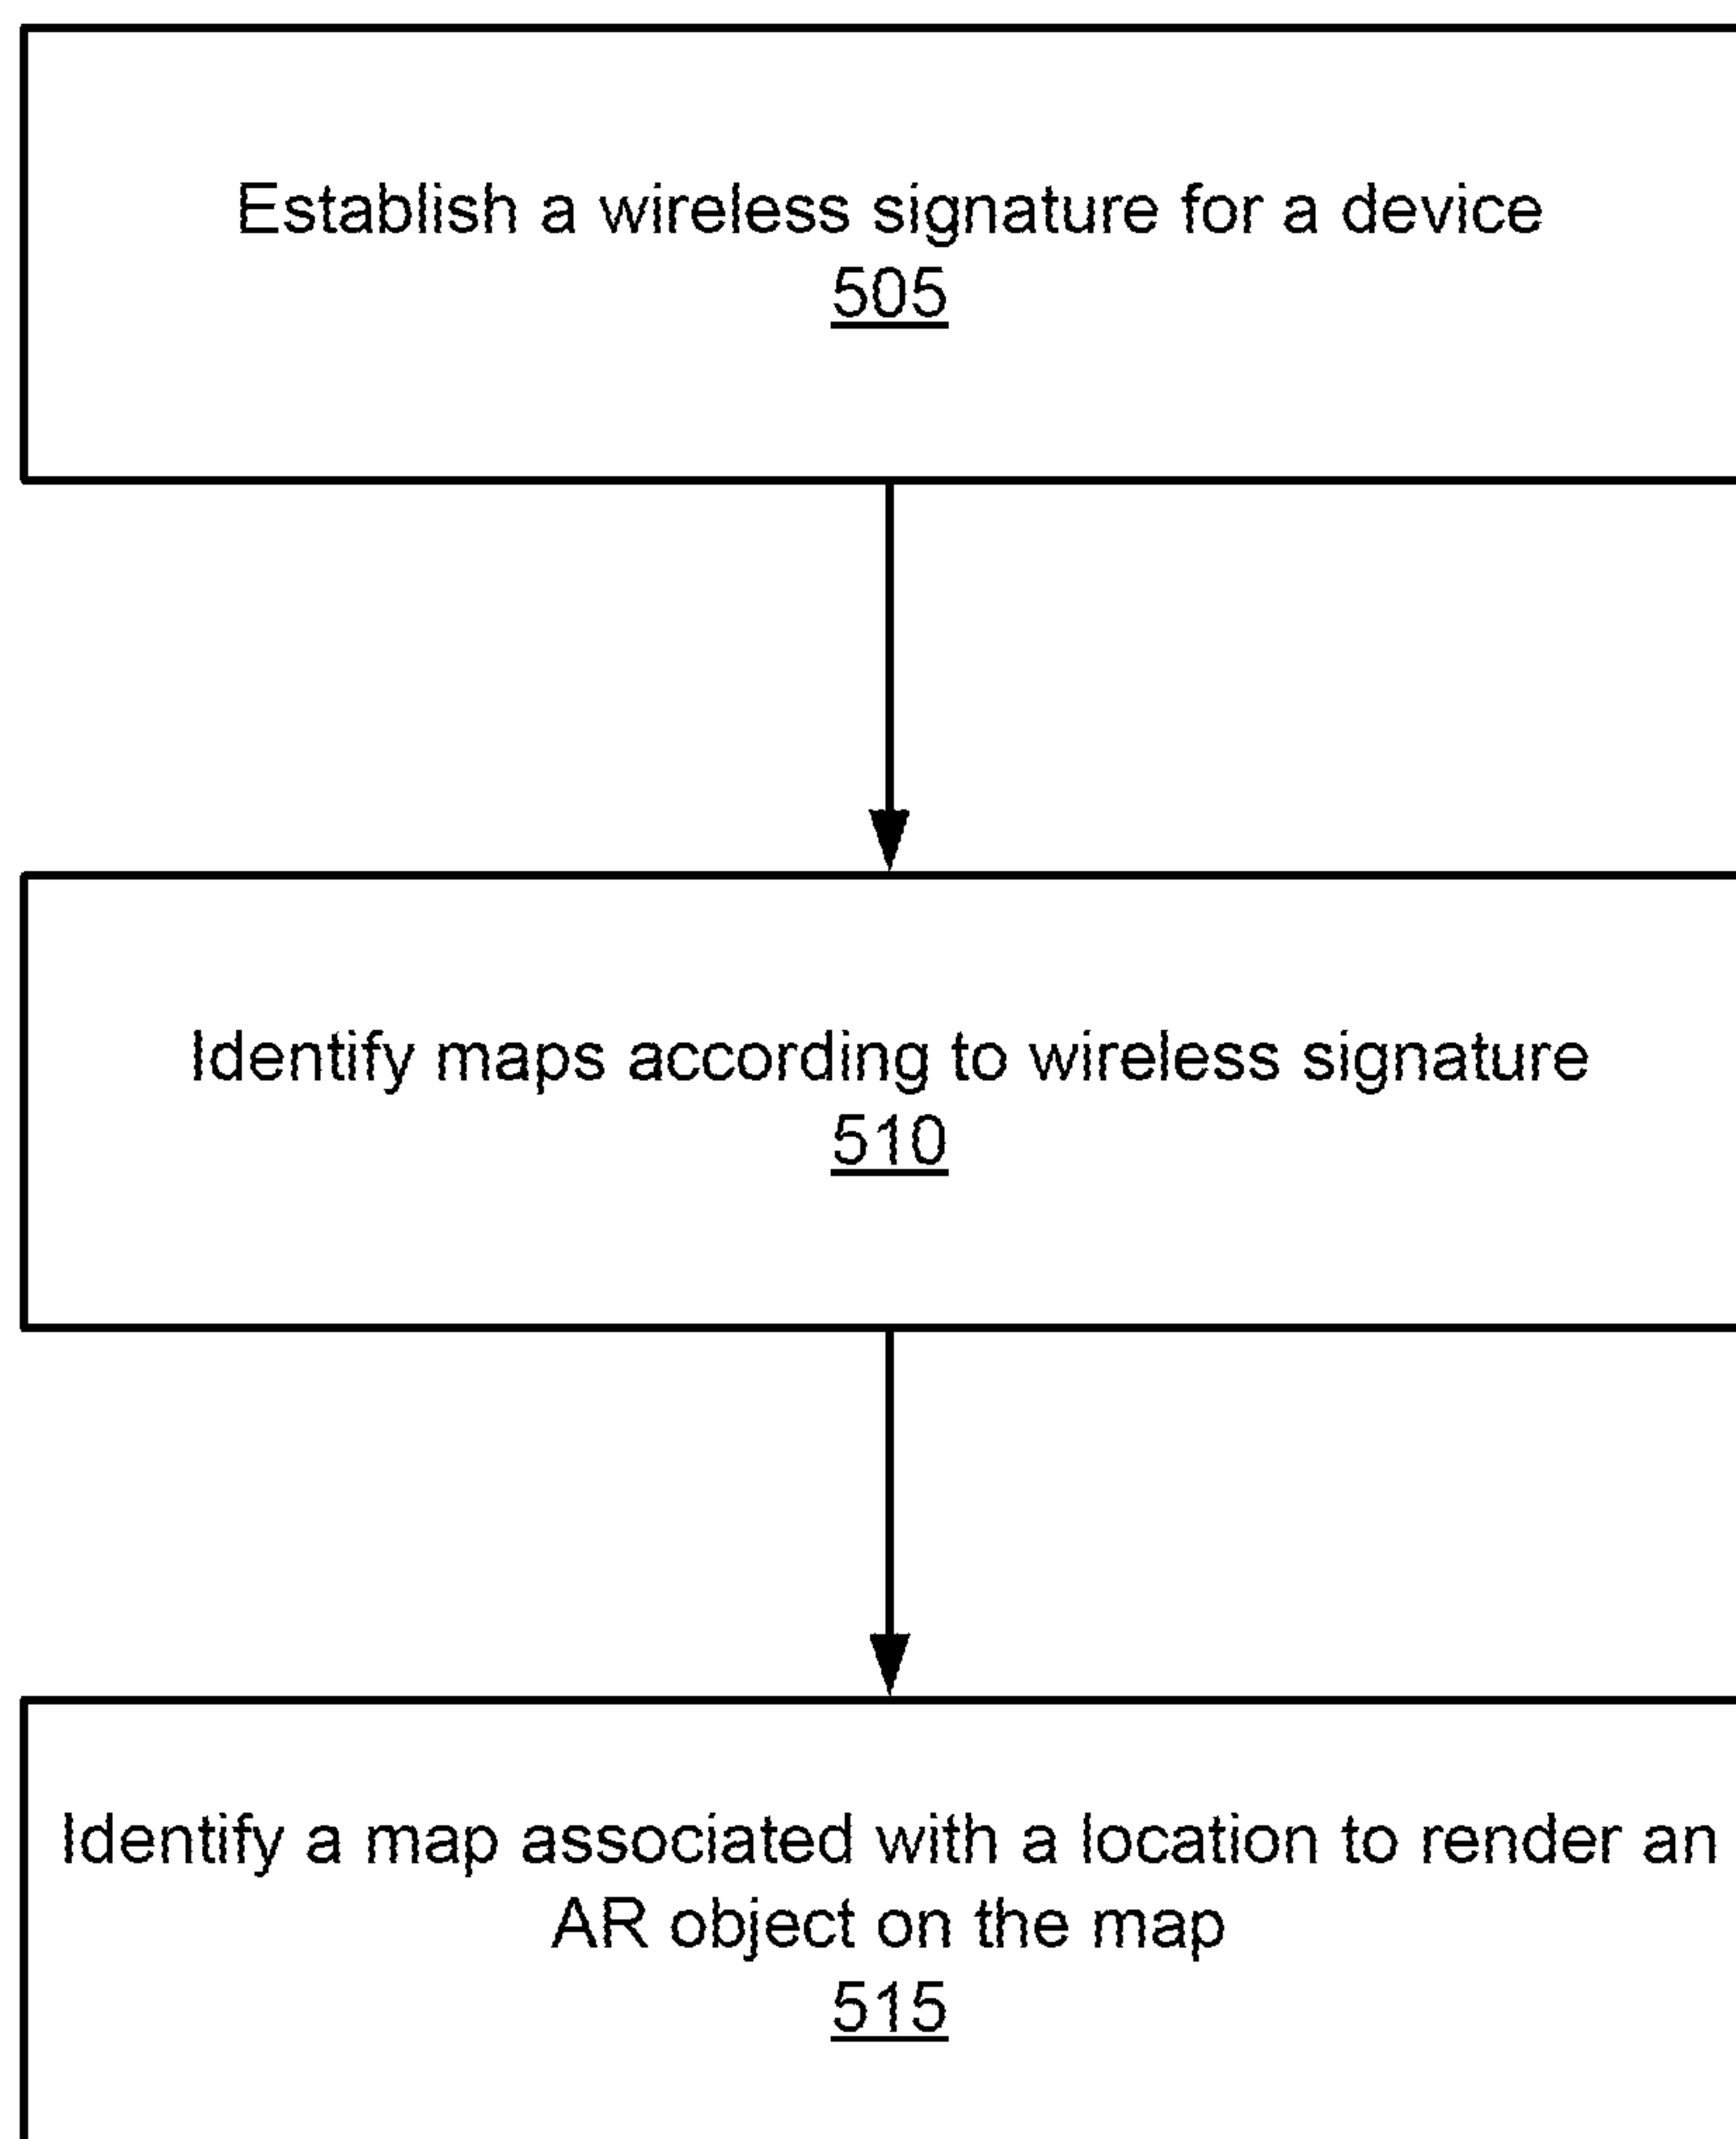 Establish a wireless signature for a device
505
Identify maps according to wireless signature
510
Identify a map associated with a location to render an
AR object on the map
515